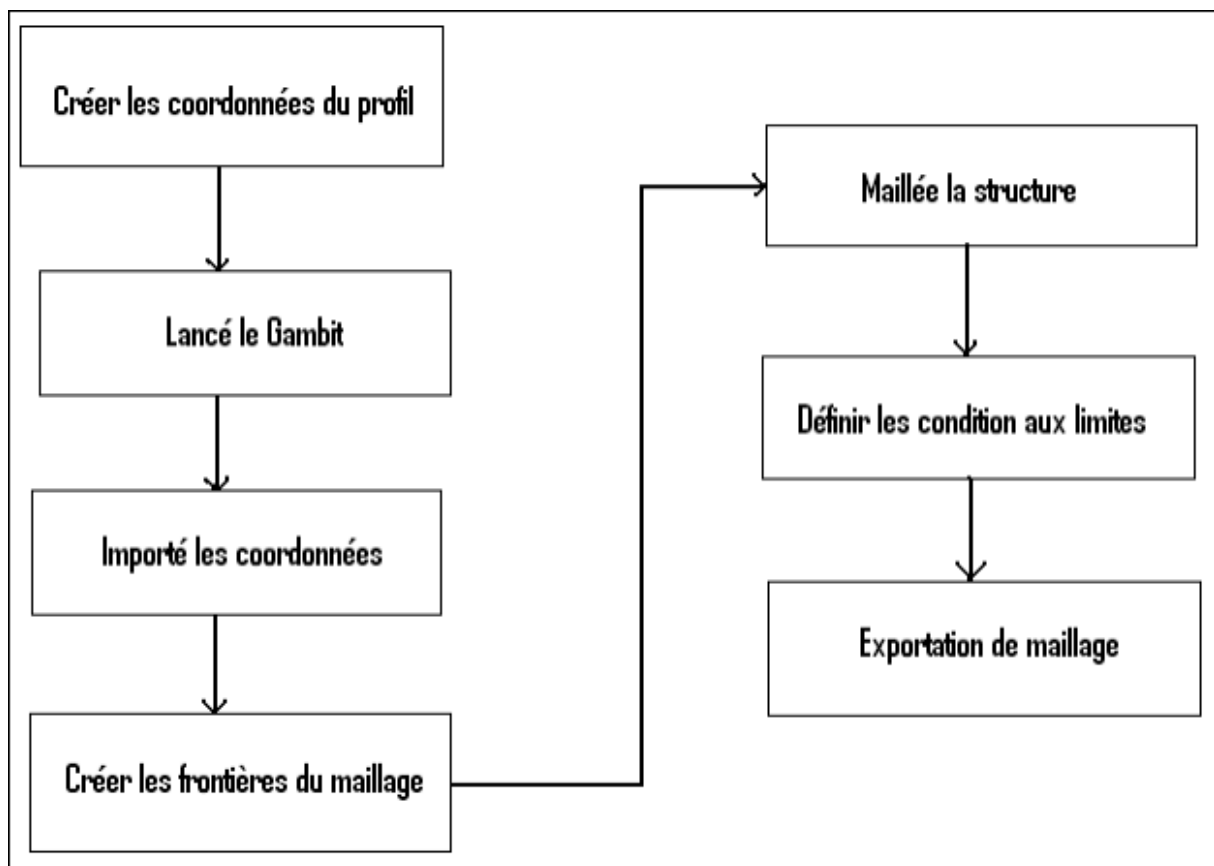 Créer les coordonnées du profil
Lancé le Gambit
Importé les coordonnées
Créer les frontières du maillage
Maillée la structure
Définir les condition aux limites
Exportation de maillage